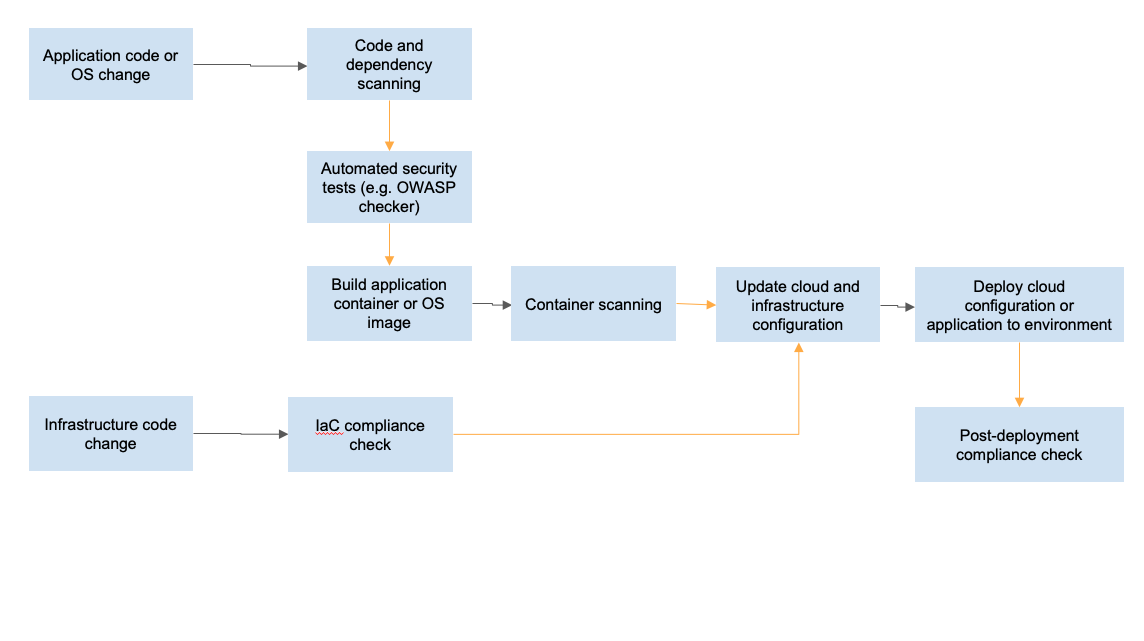 Application code or
OS change
Code and
dependency
scanning
Automated security
tests (e.g. OWASP
checker)
Build application
container or OS
image
Container scanning
Update cloud and
infrastructure
configuration
Deploy cloud
configuration or
application to environment
Infrastructure code
change
IaC compliance
check
Post-deployment
compliance check